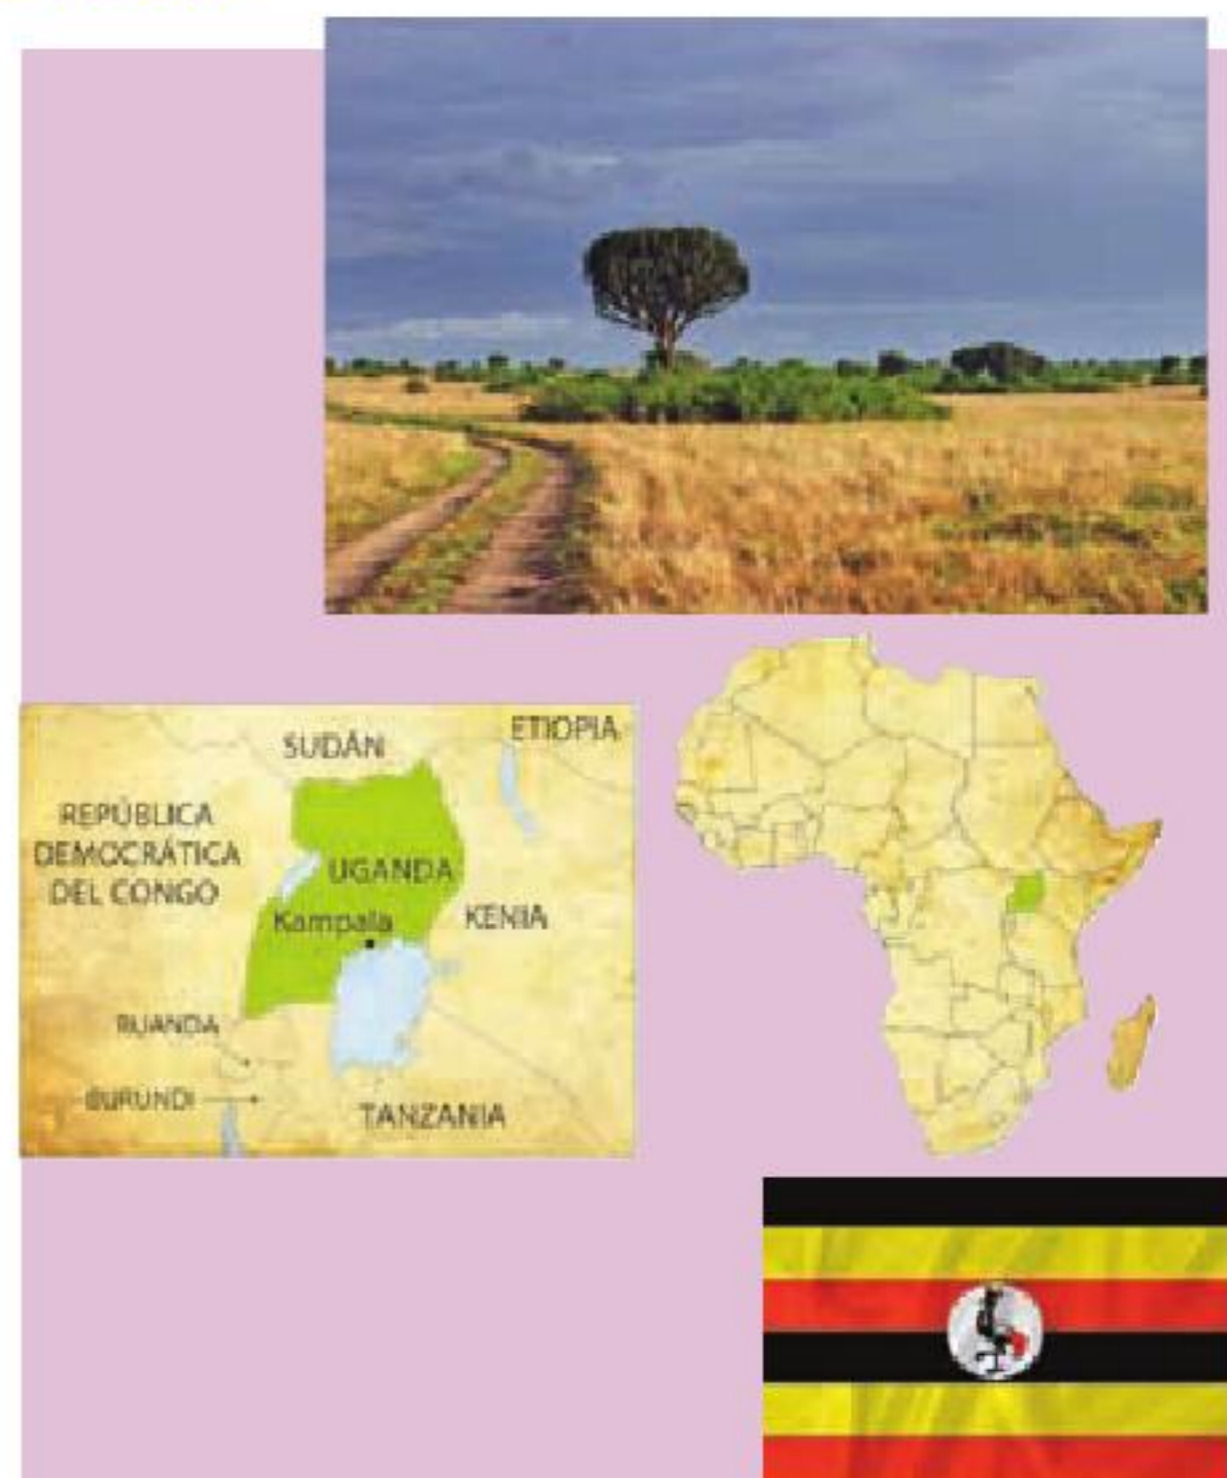 SUDÁN
ETIOPIA
REPÚBLICA
DEMOCRÁTICA
DEL CONGO
UGANDA
Kampala
KENIA
RUANDA
BURUNDI
TANZANIA